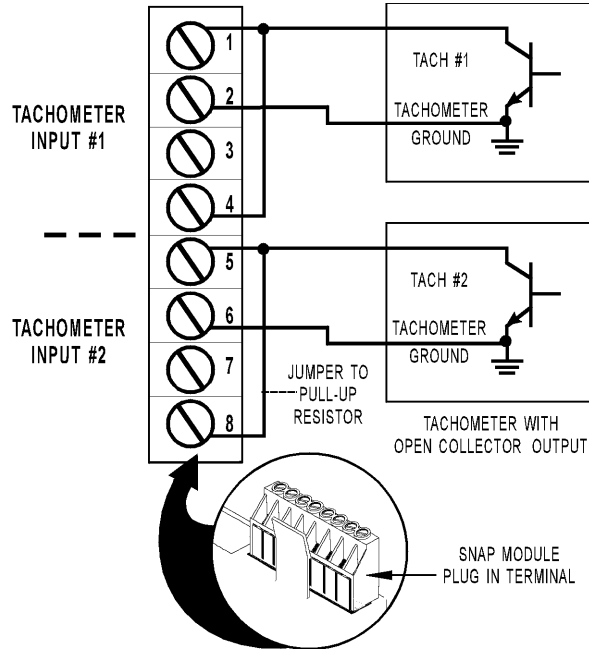 TACHOMETER
INPUT #1
1
2
3
4
TACH #1
TACHOMETER
GROUND
TACHOMETER
INPUT #2
5
6
7
8
TACH #2
TACHOMETER
GROUND
JUMPER TO
PULL-UP
RESISTOR
TACHOMETER WITH
OPEN COLLECTOR OUTPUT
SNAP MODULE
PLUG IN TERMINAL